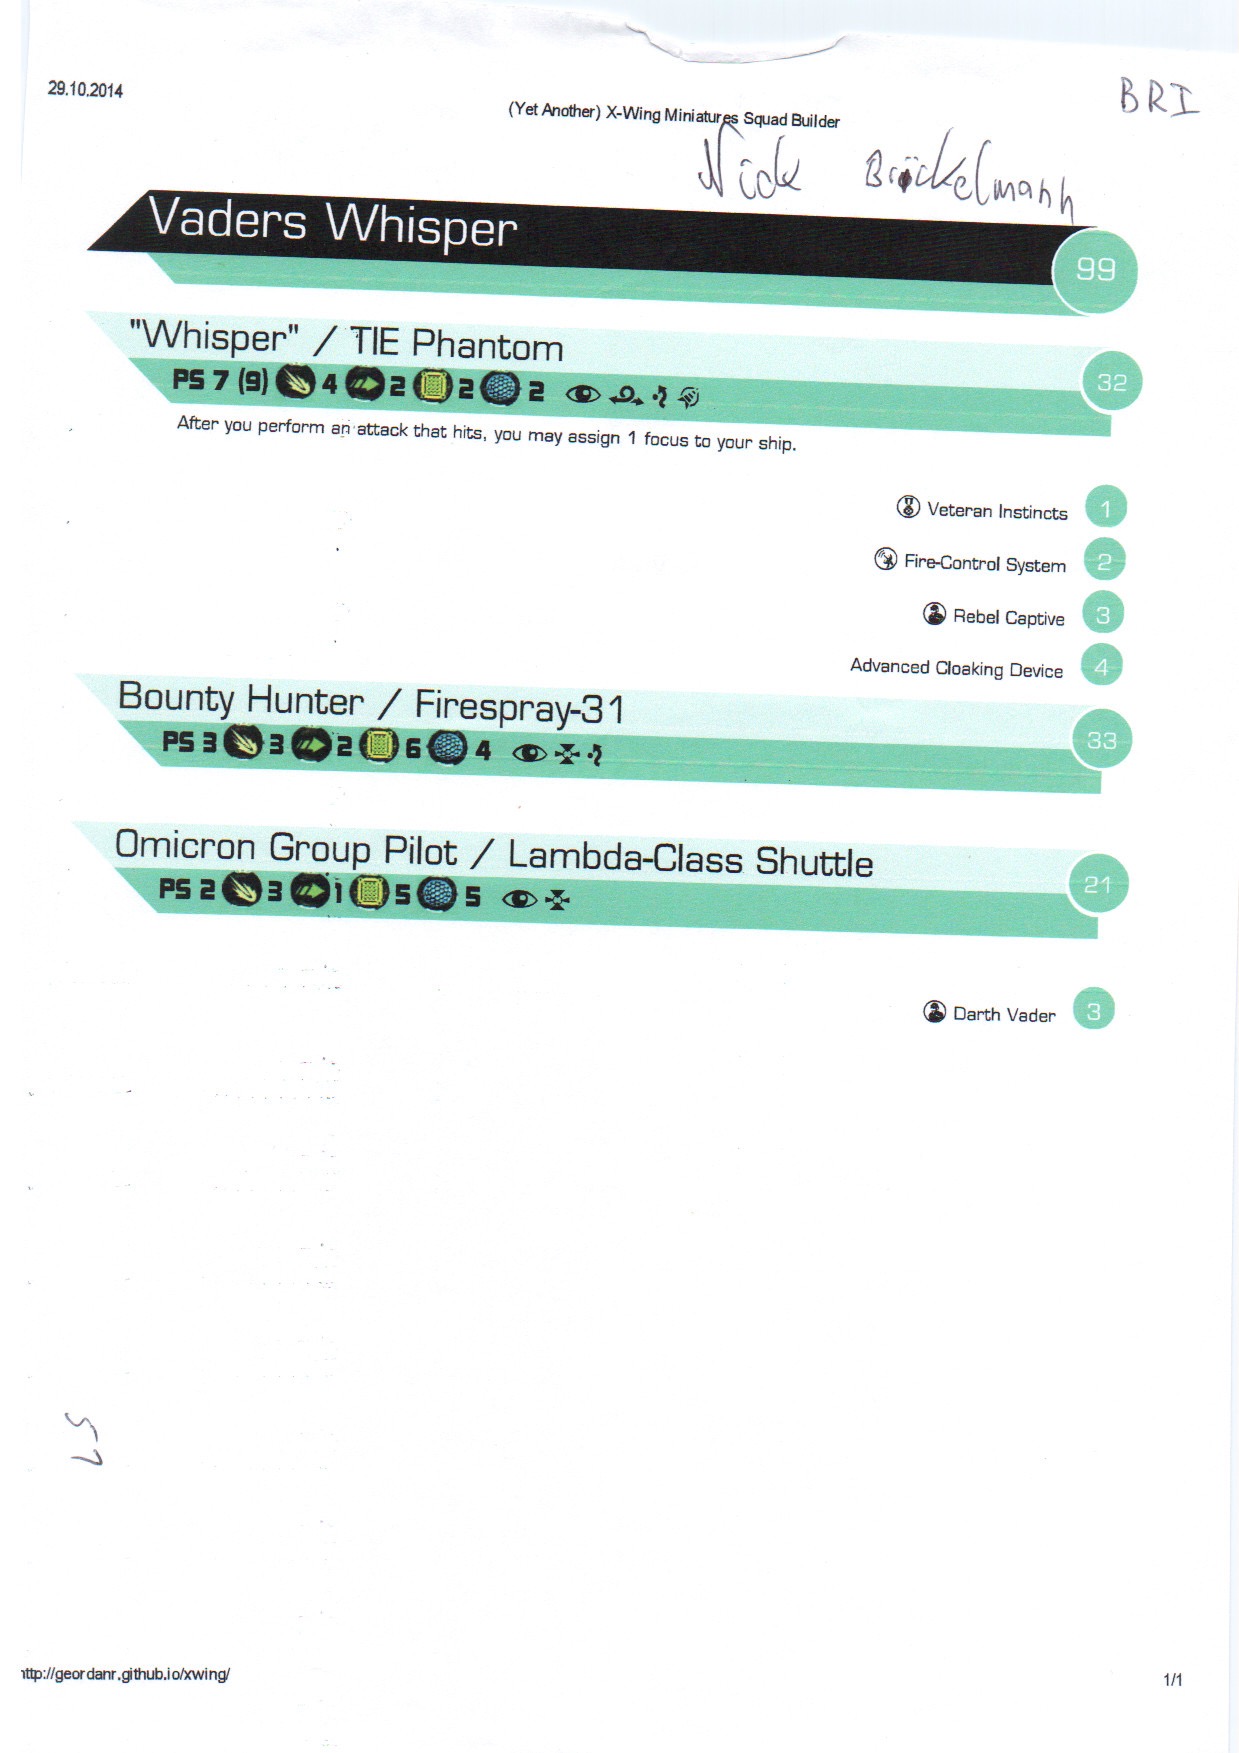 29.10.2014
(Yet Another) X-Wing Miniatures Squad Builder
BRI
Nick Brickelmann
Vaders Whisper 99
"Whisper" / TIE Phantom 32
PS 7 (9) 4 2 2 2
After you perform an attack that hits, you may assign 1 focus to your ship.
Veteran Instincts 1
Fire-Control System 2
Rebel Captive 3
Advanced Cloaking Device 4
Bounty Hunter / Firespray-31 33
PS 3 3 2 6 4
Omicron Group Pilot / Lambda-Class Shuttle 21
PS 2 3 1 5 5
Darth Vader 3
ttp://geordanr.github.io/xwing/ 1/1